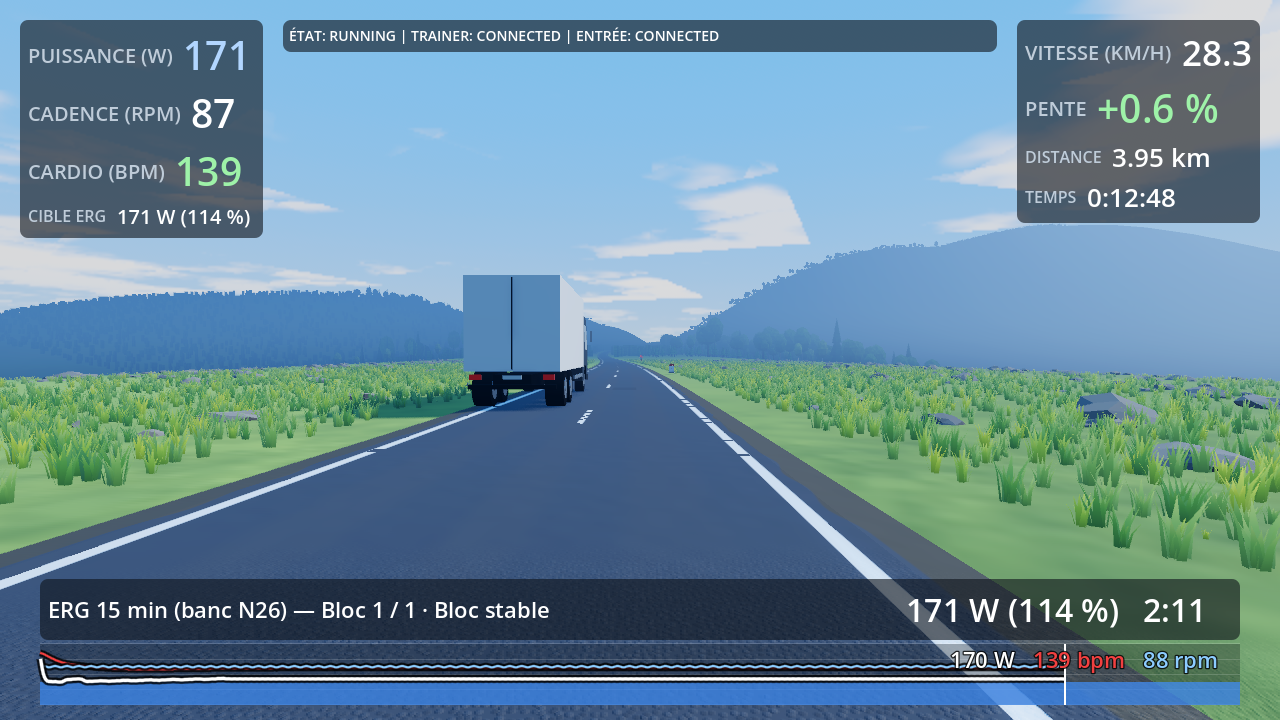 PUISSANCE (W) 171
CADENCE (RPM) 87
CARDIO (BPM) 139
CIBLE ERG 171 W (114 %)
ÉTAT: RUNNING | TRAINER: CONNECTED | ENTRÉE: CONNECTED
VITESSE (KM/H) 28.3
PENTE +0.6 %
DISTANCE 3.95 km
TEMPS 0:12:48
ERG 15 min (banc N26) — Bloc 1 / 1 · Bloc stable 171 W (114 %) 2:11
170 W 139 bpm 88 rpm